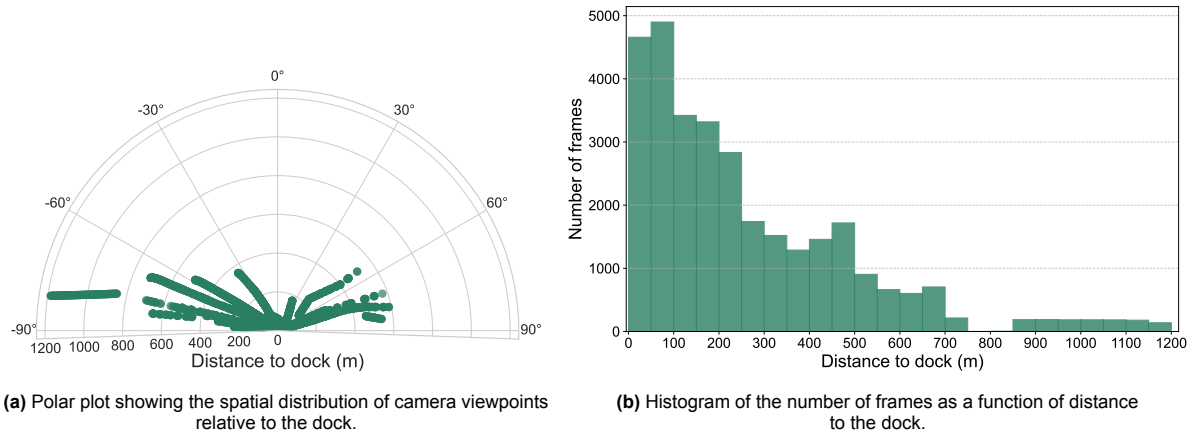 0°
-30°
30°
-60°
60°
-90°
90°
1200 1000 800 600 400 200 0
Distance to dock (m)
(a) Polar plot showing the spatial distribution of camera viewpoints
relative to the dock.
5000
4000
3000
2000
1000
0
Number of frames
0 100 200 300 400 500 600 700 800 900 1000 1100 1200
Distance to dock (m)
(b) Histogram of the number of frames as a function of distance
to the dock.